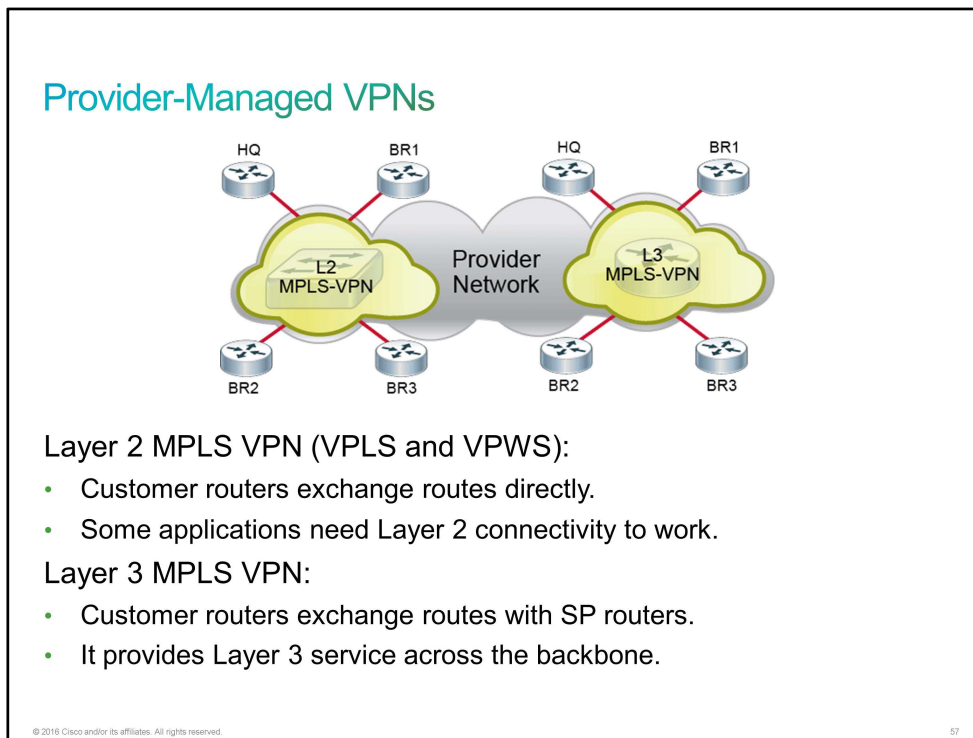 Provider-Managed VPNs
HQ
BR1
HQ
BR1
L2
MPLS-VPN
Provider
Network
L3
MPLS-VPN
BR2
BR3
BR2
BR3
Layer 2 MPLS VPN (VPLS and VPWS):
• Customer routers exchange routes directly.
• Some applications need Layer 2 connectivity to work.
Layer 3 MPLS VPN:
• Customer routers exchange routes with SP routers.
• It provides Layer 3 service across the backbone.
© 2016 Cisco and/or its affiliates. All rights reserved.
57